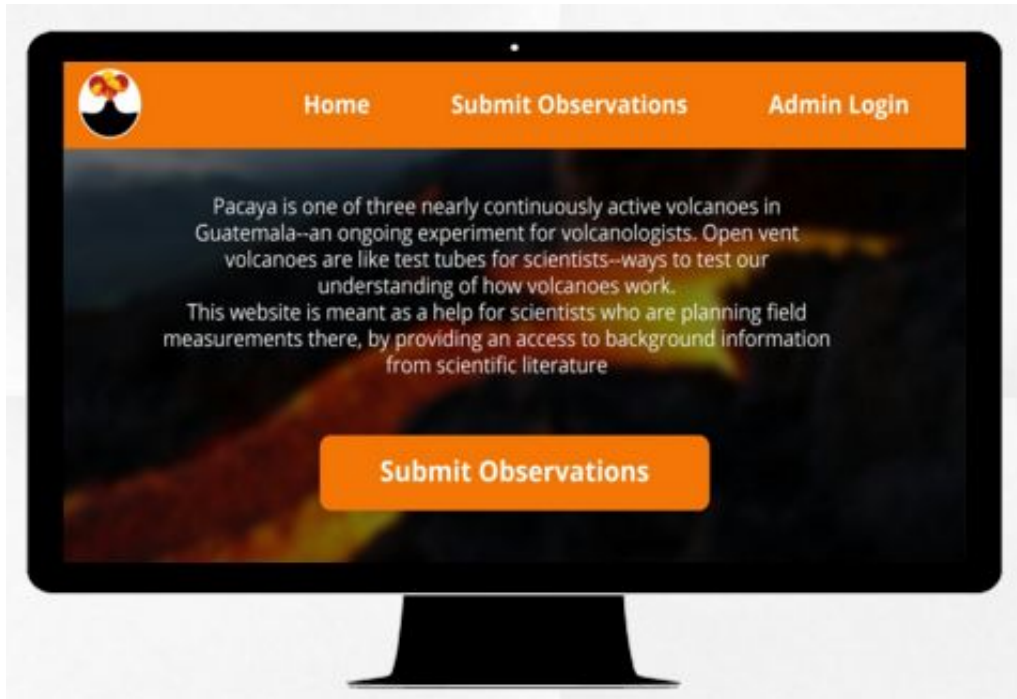 Home
Submit Observations
Admin Login
Pacaya is one of three nearly continuously active volcanoes in
Guatemala--an ongoing experiment for volcanologists. Open vent
volcanoes are like test tubes for scientists--ways to test our
understanding of how volcanoes work.
This website is meant as a help for scientists who are planning field
measurements there, by providing an access to background information
from scientific literature
Submit Observations